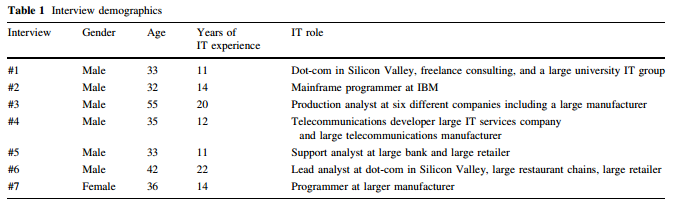 Table 1 Interview demographics
Interview Gender Age Years of IT role
IT experience
#1 Male 33 11 Dot-com in Silicon Valley, freelance consulting, and a large university IT group
#2 Male 32 14 Mainframe programmer at IBM
#3 Male 55 20 Production analyst at six different companies including a large manufacturer
#4 Male 35 12 Telecommunications developer large IT services company
and large telecommunications manufacturer
#5 Male 33 11 Support analyst at large bank and large retailer
#6 Male 42 22 Lead analyst at dot-com in Silicon Valley, large restaurant chains, large retailer
#7 Female 36 14 Programmer at larger manufacturer